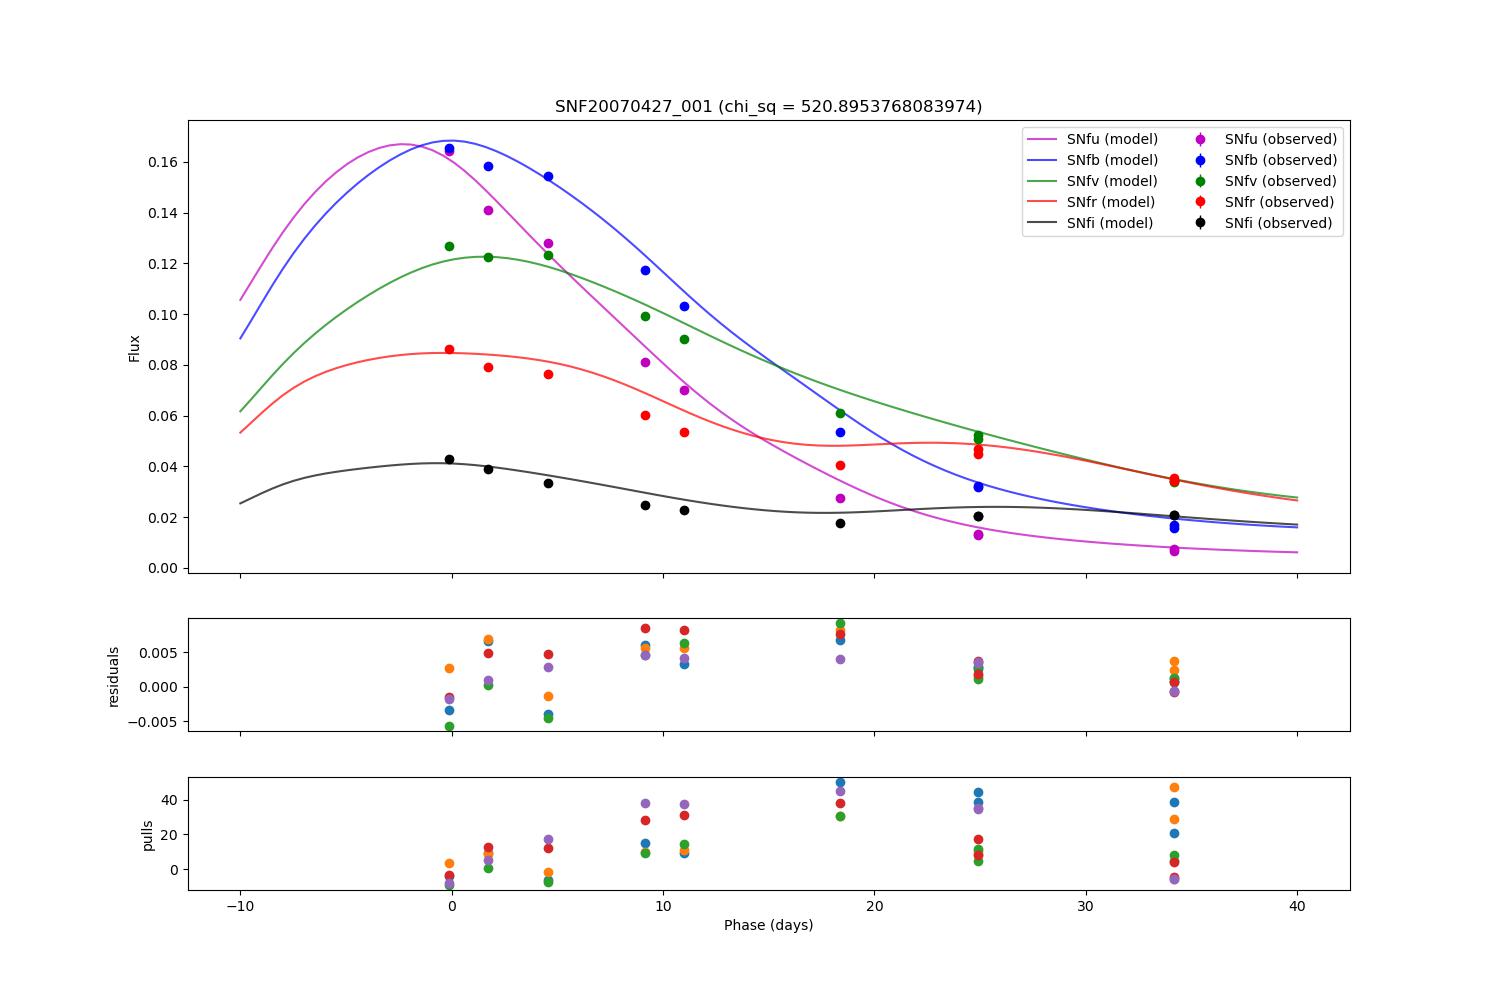 SNF20070427_001 (chi_sq = 520.8953768083974)
SNfu (model) SNfu (observed)
SNfb (model) SNfb (observed)
SNfv (model) SNfv (observed)
SNfr (model) SNfr (observed)
SNfi (model) SNfi (observed)
Flux
0.16
0.14
0.12
0.10
0.08
0.06
0.04
0.02
0.00
residuals
0.005
0.000
−0.005
pulls
40
20
0
−10 0 10 20 30 40
Phase (days)